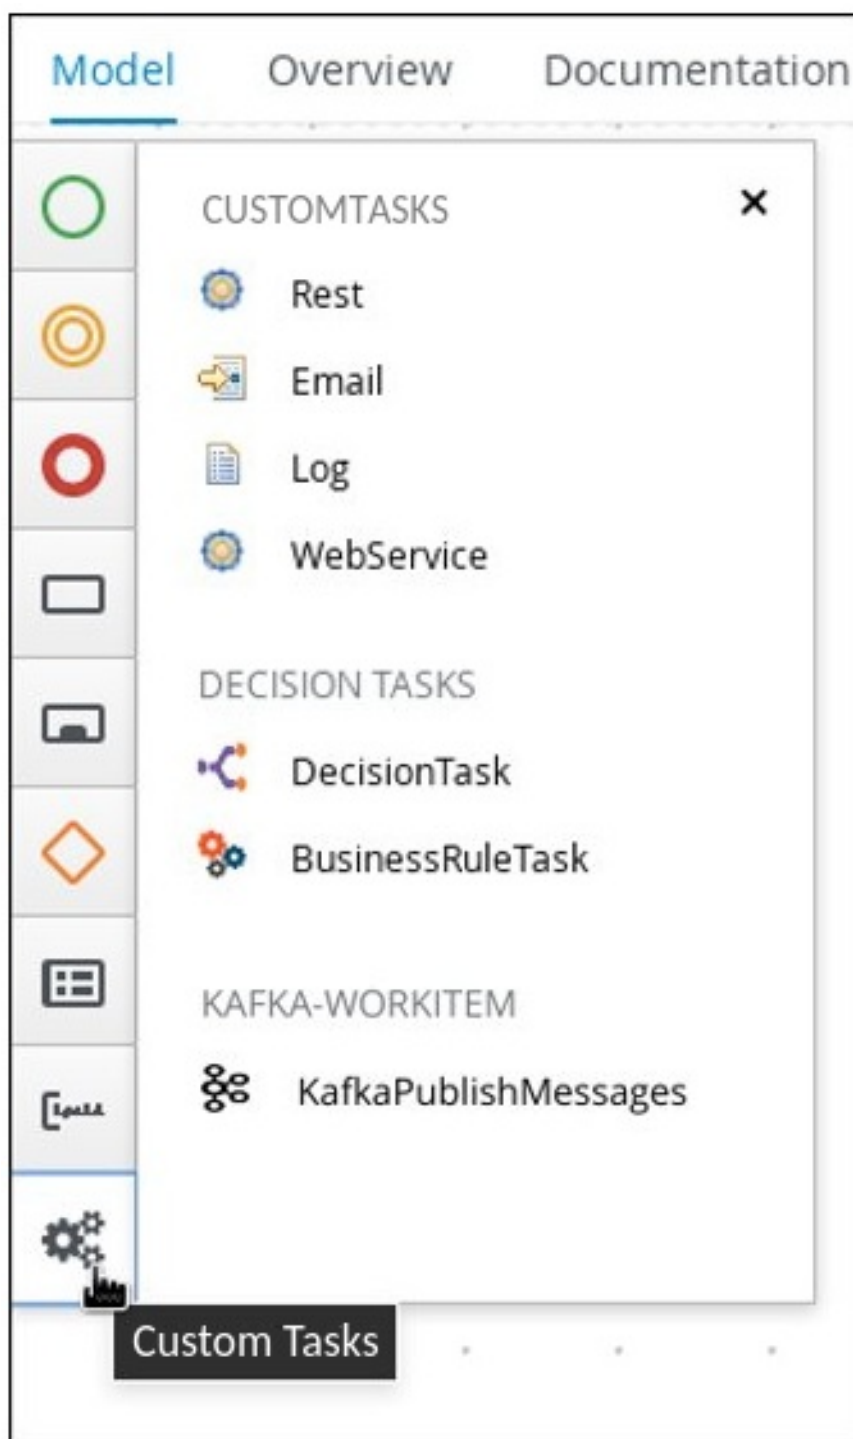 Model Overview Documentation
CUSTOMTASKS
Rest
Email
Log
WebService
DECISION TASKS
DecisionTask
BusinessRuleTask
KAFKA-WORKITEM
KafkaPublishMessages
Custom Tasks